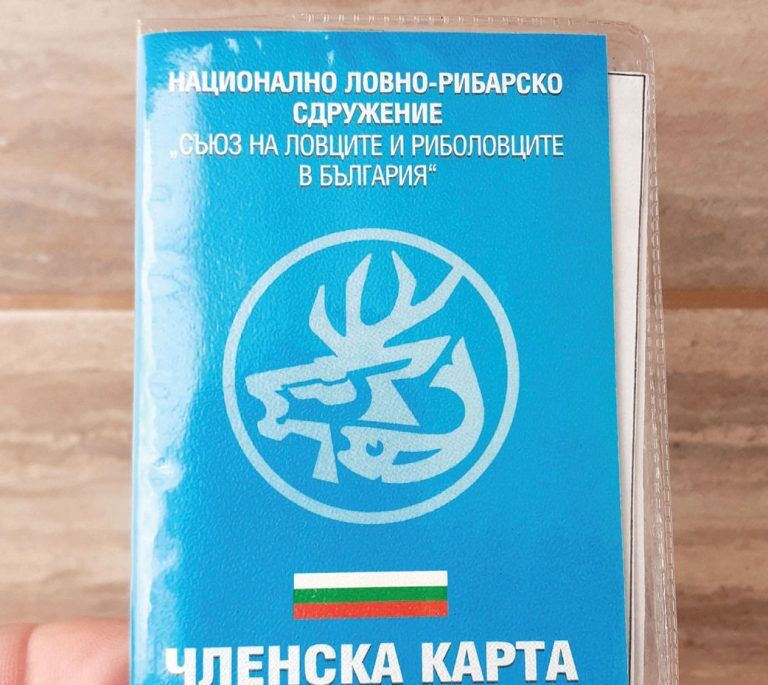 НАЦИОНАЛНО ЛОВНО-РИБАРСКО
СДРУЖЕНИЕ
„СЪЮЗ НА ЛОВЦИТЕ И РИБОЛОВЦИТЕ
В БЪЛГАРИЯ“
ЧЛЕНСКА КАРТА